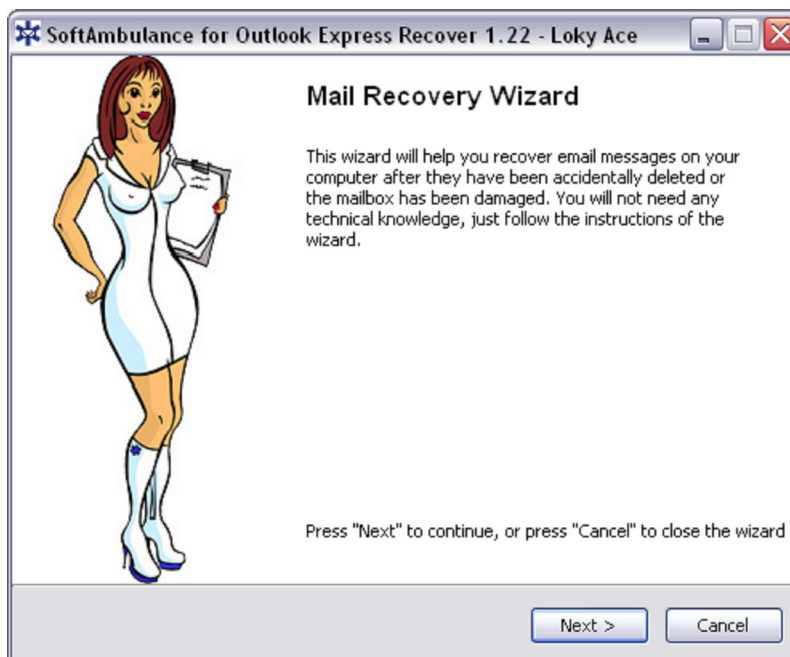 SoftAmbulance for Outlook Express Recover 1.22 - Loky Ace
Mail Recovery Wizard
This wizard will help you recover email messages on your
computer after they have been accidentally deleted or
the mailbox has been damaged. You will not need any
technical knowledge, just follow the instructions of the
wizard.
Press "Next" to continue, or press "Cancel" to close the wizard
Next >
Cancel